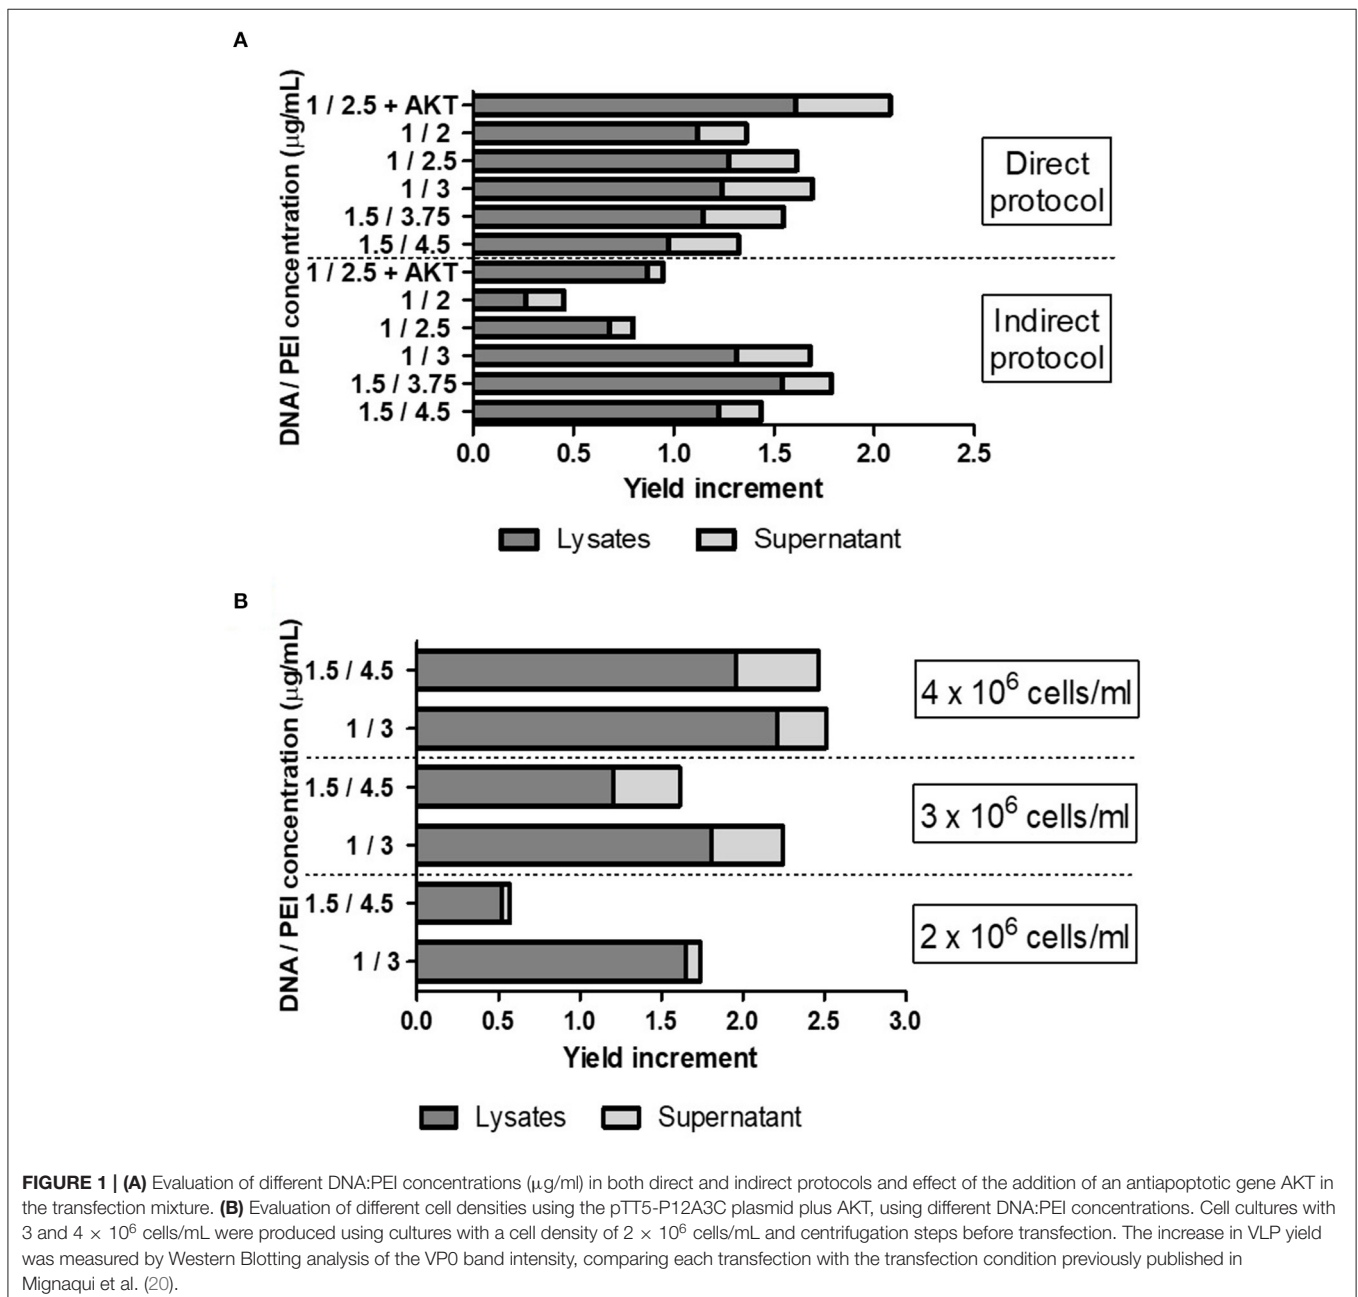 A
DNA / PEI concentration (μg/mL)
1 / 2.5 + AKT
1 / 2
1 / 2.5
1 / 3
1.5 / 3.75
1.5 / 4.5
Direct
protocol
1 / 2.5 + AKT
1 / 2
1 / 2.5
1 / 3
1.5 / 3.75
1.5 / 4.5
Indirect
protocol
0.0 0.5 1.0 1.5 2.0 2.5
Yield increment
Lysates Supernatant
B
DNA / PEI concentration (μg/mL)
1.5 / 4.5
1 / 3
4 x 10⁶ cells/ml
1.5 / 4.5
1 / 3
3 x 10⁶ cells/ml
1.5 / 4.5
1 / 3
2 x 10⁶ cells/ml
0.0 0.5 1.0 1.5 2.0 2.5 3.0
Yield increment
Lysates Supernatant
FIGURE 1 | (A) Evaluation of different DNA:PEI concentrations (μg/ml) in both direct and indirect protocols and effect of the addition of an antiapoptotic gene AKT in
the transfection mixture. (B) Evaluation of different cell densities using the pTT5-P12A3C plasmid plus AKT, using different DNA:PEI concentrations. Cell cultures with
3 and 4 × 10⁶ cells/mL were produced using cultures with a cell density of 2 × 10⁶ cells/mL and centrifugation steps before transfection. The increase in VLP yield
was measured by Western Blotting analysis of the VP0 band intensity, comparing each transfection with the transfection condition previously published in
Mignaqui et al. (20).